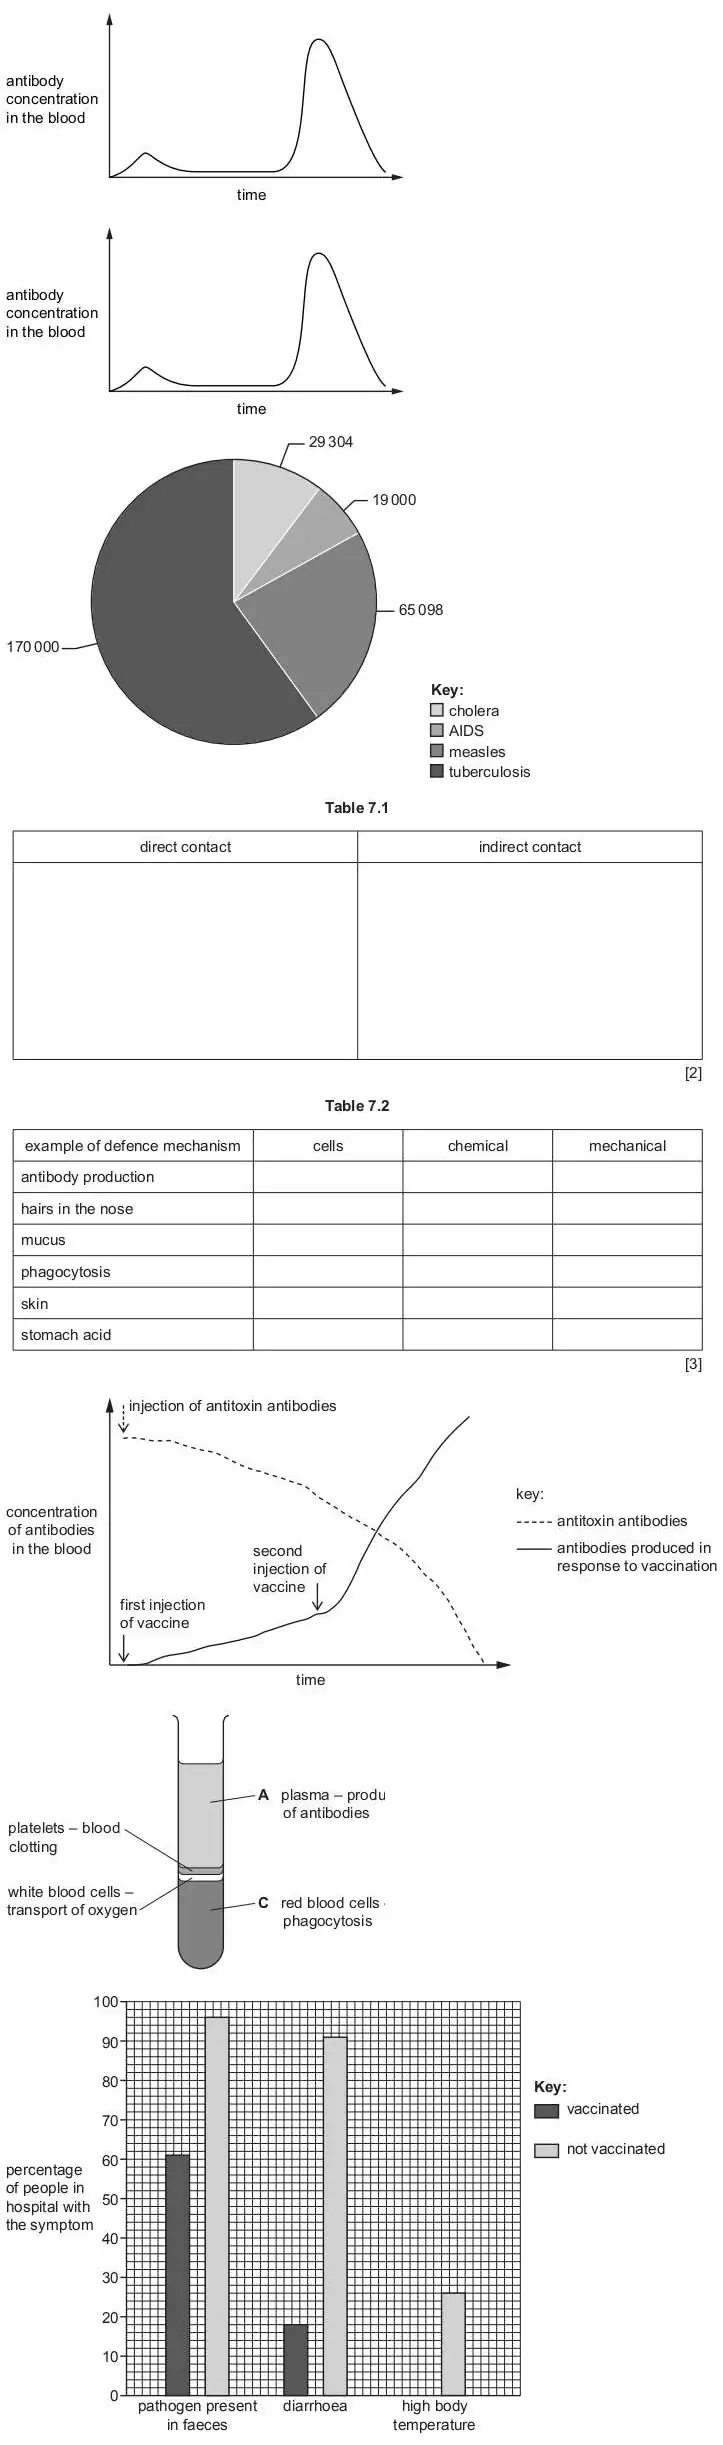 antibody
concentration
in the blood
time
antibody
concentration
in the blood
time
29 304
19 000
65 098
170 000
Key:
cholera
AIDS
measles
tuberculosis
Table 7.1
direct contact indirect contact
[2]
Table 7.2
example of defence mechanism cells chemical mechanical
antibody production
hairs in the nose
mucus
phagocytosis
skin
stomach acid
[3]
injection of antitoxin antibodies
concentration
of antibodies
in the blood
key:
antitoxin antibodies
antibodies produced in
response to vaccination
second
injection of
vaccine
first injection
of vaccine
time
A plasma – produ
of antibodies
platelets – blood
clotting
white blood cells –
transport of oxygen
C red blood cells
phagocytosis
100
90
80
70
60
50
40
30
20
10
0
percentage
of people in
hospital with
the symptom
Key:
vaccinated
not vaccinated
pathogen present
in faeces
diarrhoea
high body
temperature